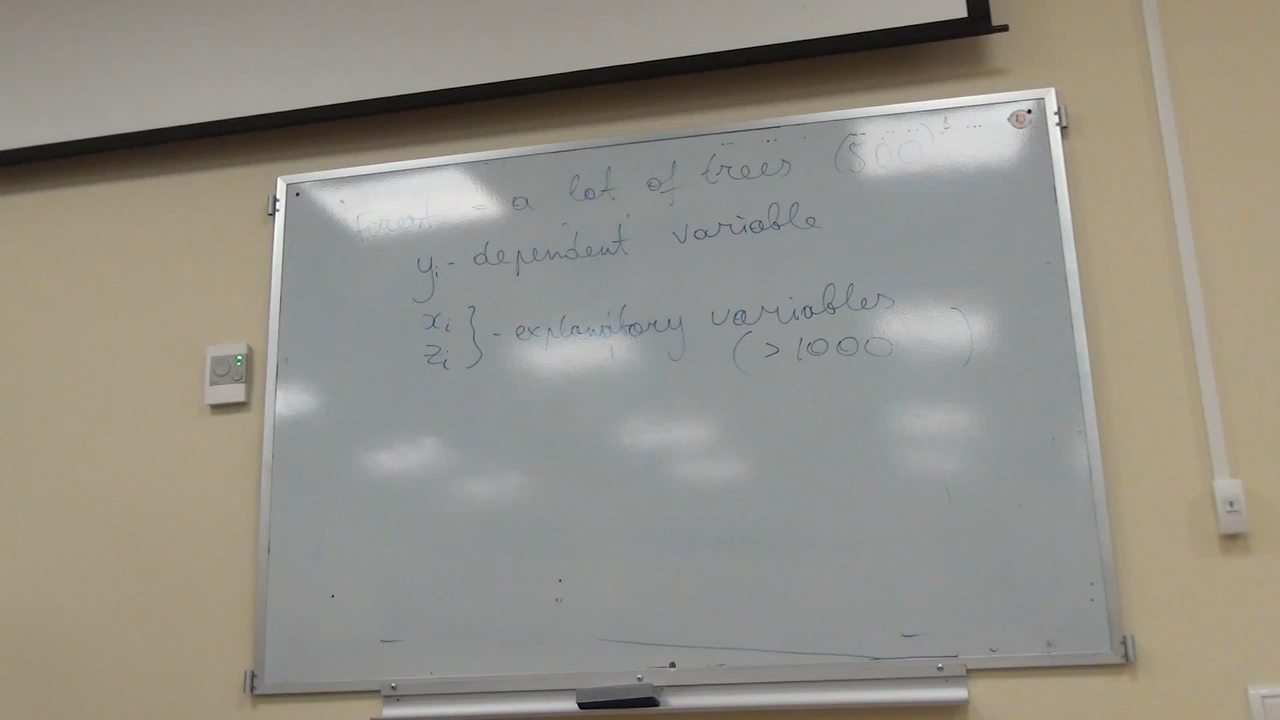 forest - a lot of trees (500)
yi - dependent variable
xi
zi } - explanatory variables
(>1000 )